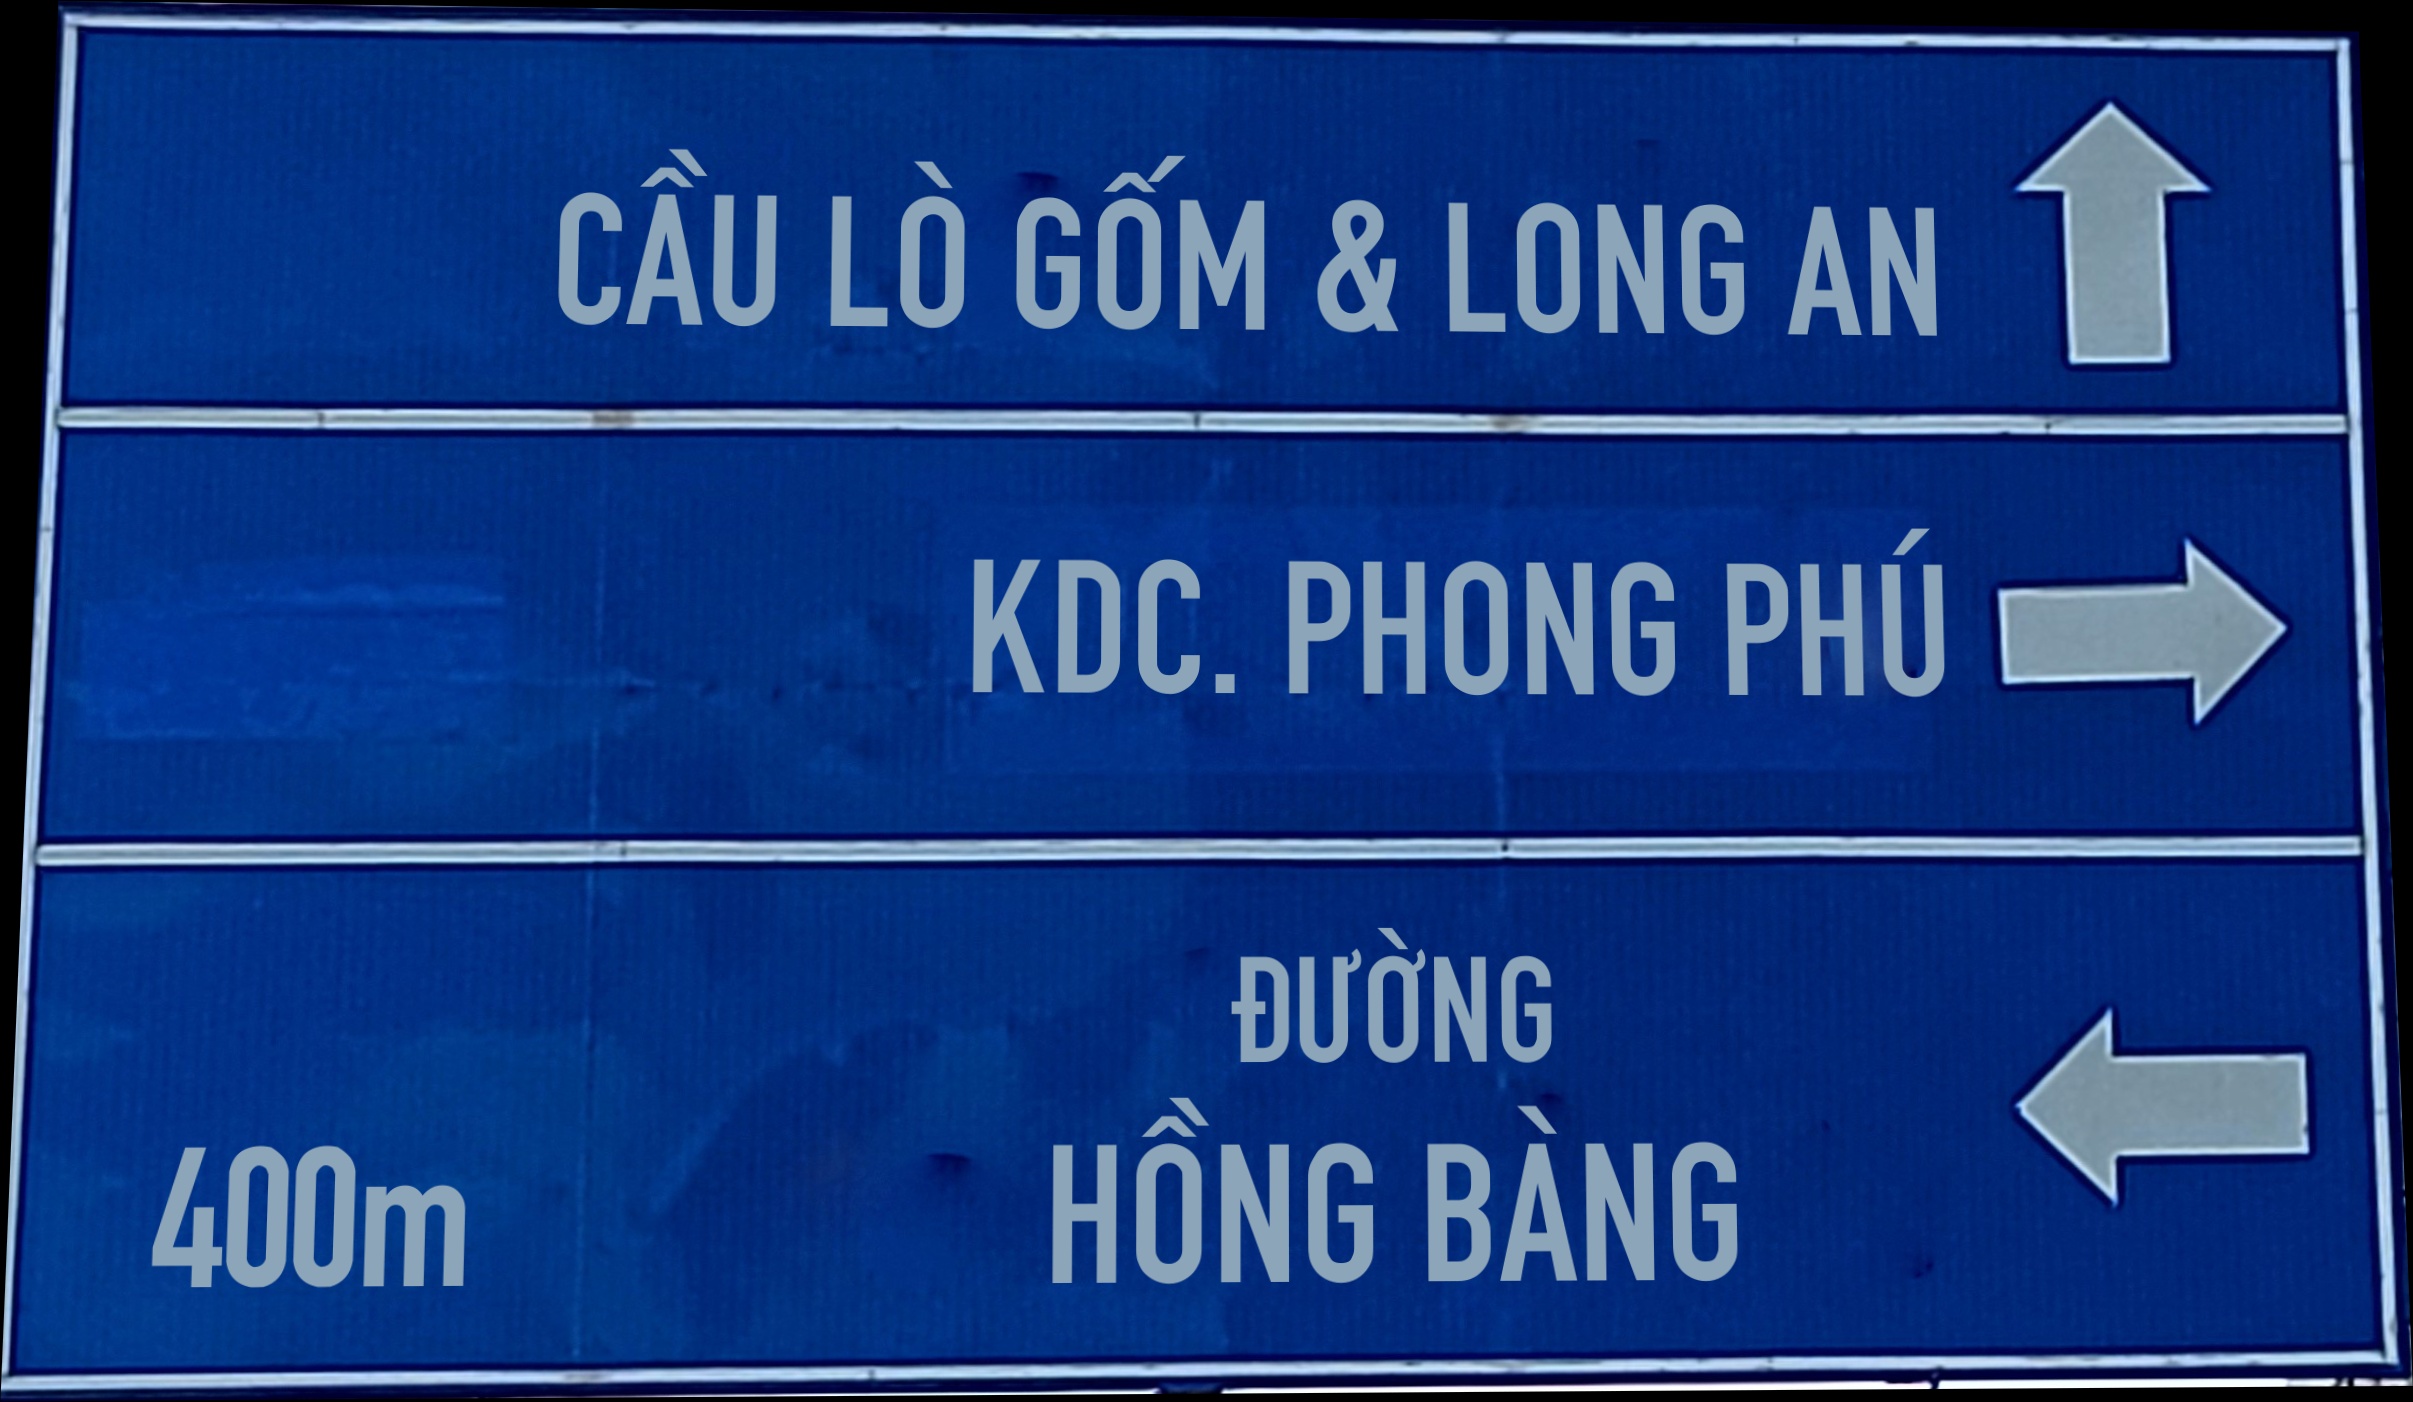 CẦU LÒ GỐM & LONG AN
KDC. PHONG PHÚ
ĐƯỜNG
HỒNG BÀNG
400m